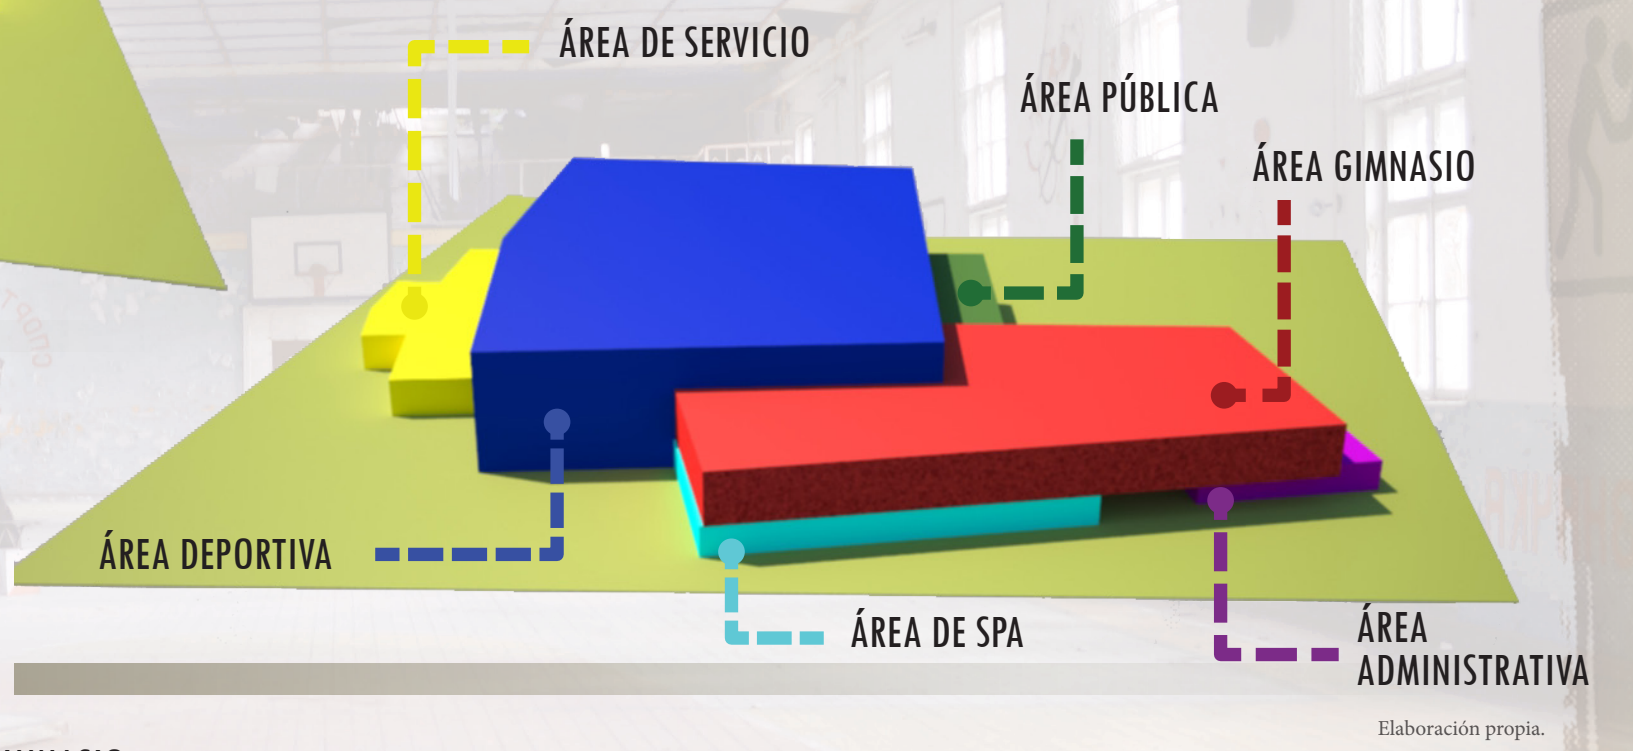 ÁREA DE SERVICIO
ÁREA PÚBLICA
ÁREA GIMNASIO
ÁREA DEPORTIVA
ÁREA DE SPA
ÁREA
ADMINISTRATIVA
Elaboración propia.